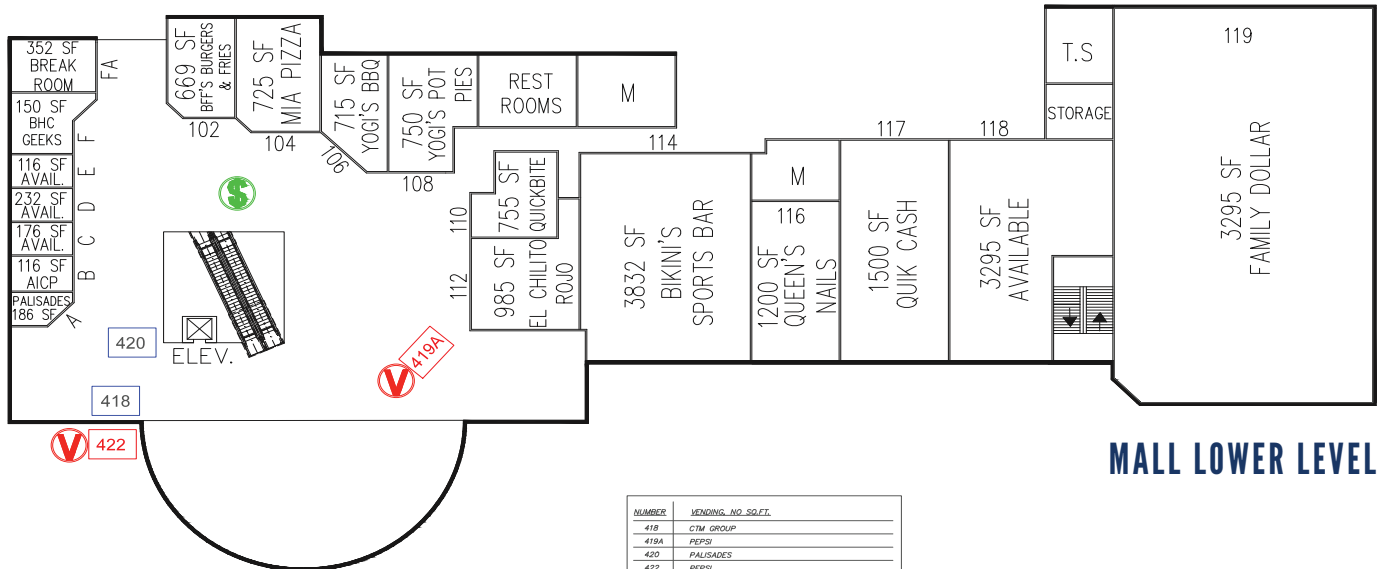 352 SF
BREAK
ROOM
FA
150 SF
BHC
GEEKS
F
116 SF
AVAIL.
E
232 SF
AVAIL.
D
176 SF
AVAIL.
C
116 SF
AICP
B
PALISADES
186 SF
A
669 SF
BFF'S BURGERS
& FRIES
102
725 SF
MIA PIZZA
104
715 SF
YOGI'S BBQ
106
750 SF
YOGI'S POT
PIES
108
REST
ROOMS
M
$
ELEV.
420
418
V 422
V 419A
755 SF
QUICKBITE
110
985 SF
EL CHILITO
ROJO
112
114
3832 SF
BIKINI'S
SPORTS BAR
M
116
1200 SF
QUEEN'S
NAILS
117
1500 SF
QUIK CASH
118
3295 SF
AVAILABLE
T.S
STORAGE
119
3295 SF
FAMILY DOLLAR
MALL LOWER LEVEL
NUMBER VENDING, NO SQ.FT.
418 CTM GROUP
419A PEPSI
420 PALISADES
422 PEPSI